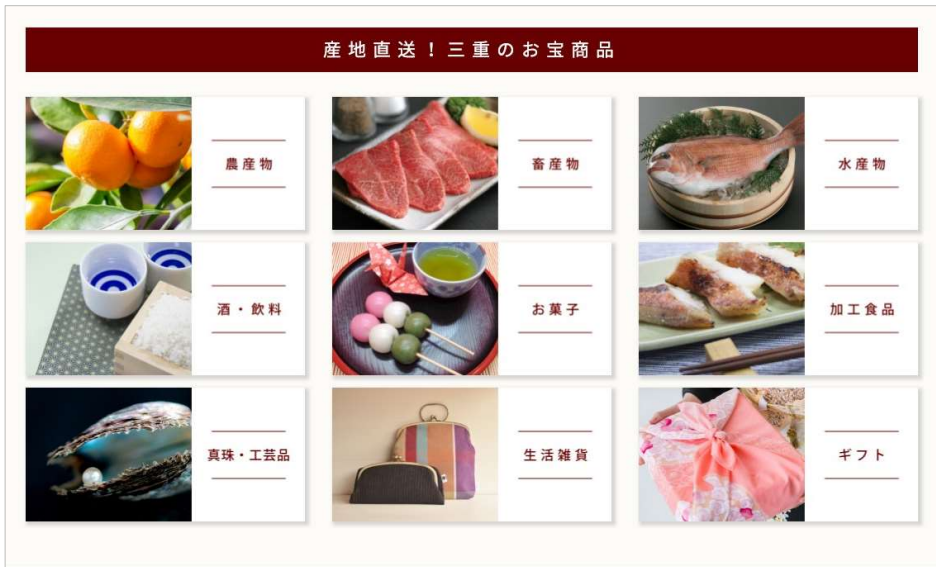 産地直送！三重のお宝商品
農産物
畜産物
水産物
酒・飲料
お菓子
加工食品
真珠・工芸品
生活雑貨
ギフト